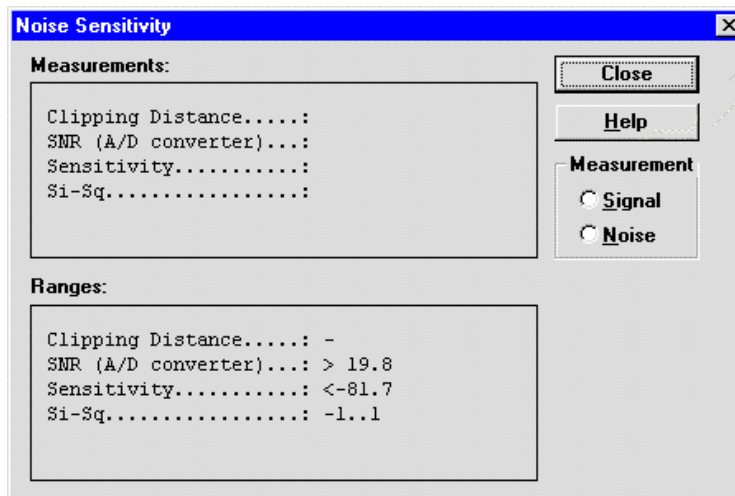 Noise Sensitivity
Measurements:
Clipping Distance.....:
SNR (A/D converter)...:
Sensitivity...........:
Si-Sq.................:
Close
Help
Measurement
Signal
Noise
Ranges:
Clipping Distance.....: -
SNR (A/D converter)...: > 19.8
Sensitivity...........: <-81.7
Si-Sq.................: -1..1